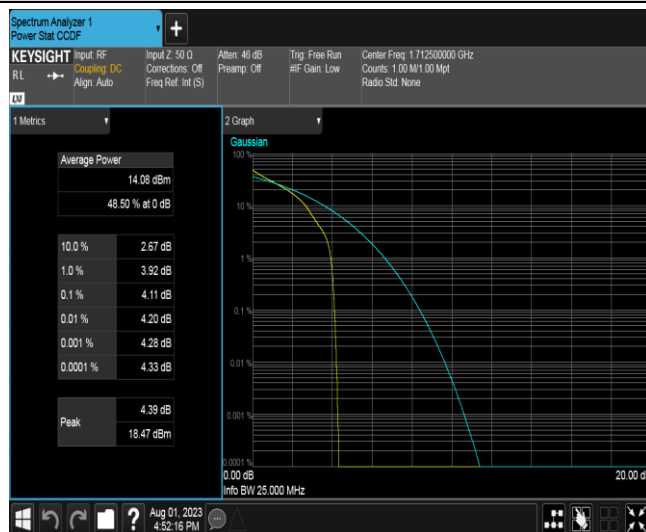 Spectrum Analyzer 1
Power Stat CCDF
+
KEYSIGHT
RL
Input: RF
Coupling: DC
Align: Auto
Input Z: 50 Ω
Corrections: Off
Freq Ref: Int (S)
Atten: 46 dB
Preamp: Off
Trig: Free Run
#IF Gain: Low
Center Freq: 1.712500000 GHz
Counts: 1.00 M/1.00 Mpt
Radio Std: None
LXI
1 Metrics
Average Power
14.08 dBm
48.50 % at 0 dB
10.0 % 2.67 dB
1.0 % 3.92 dB
0.1 % 4.11 dB
0.01 % 4.20 dB
0.001 % 4.28 dB
0.0001 % 4.33 dB
Peak
4.39 dB
18.47 dBm
2 Graph
Gaussian
100 %
10 %
1 %
0.1 %
0.01 %
0.001 %
0.0001 %
0.00 dB
20.00 d
Info BW 25.000 MHz
?
Aug 01, 2023
4:52:16 PM